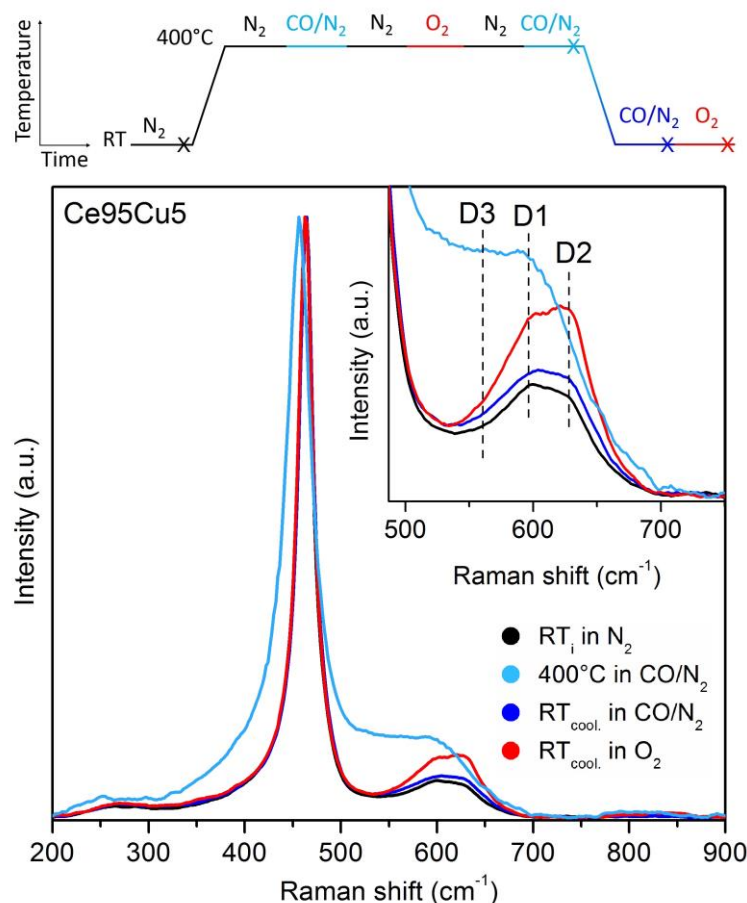 Temperature
400°C
N₂ CO/N₂ N₂ O₂ N₂ CO/N₂
RT N₂
CO/N₂ O₂
Time
Ce95Cu5
Intensity (a.u.)
200 300 400 500 600 700 800 900
Raman shift (cm⁻¹)
D3 D1 D2
Intensity (a.u.)
500 600 700
Raman shift (cm⁻¹)
RTᵢ in N₂
400°C in CO/N₂
RT_cool. in CO/N₂
RT_cool. in O₂